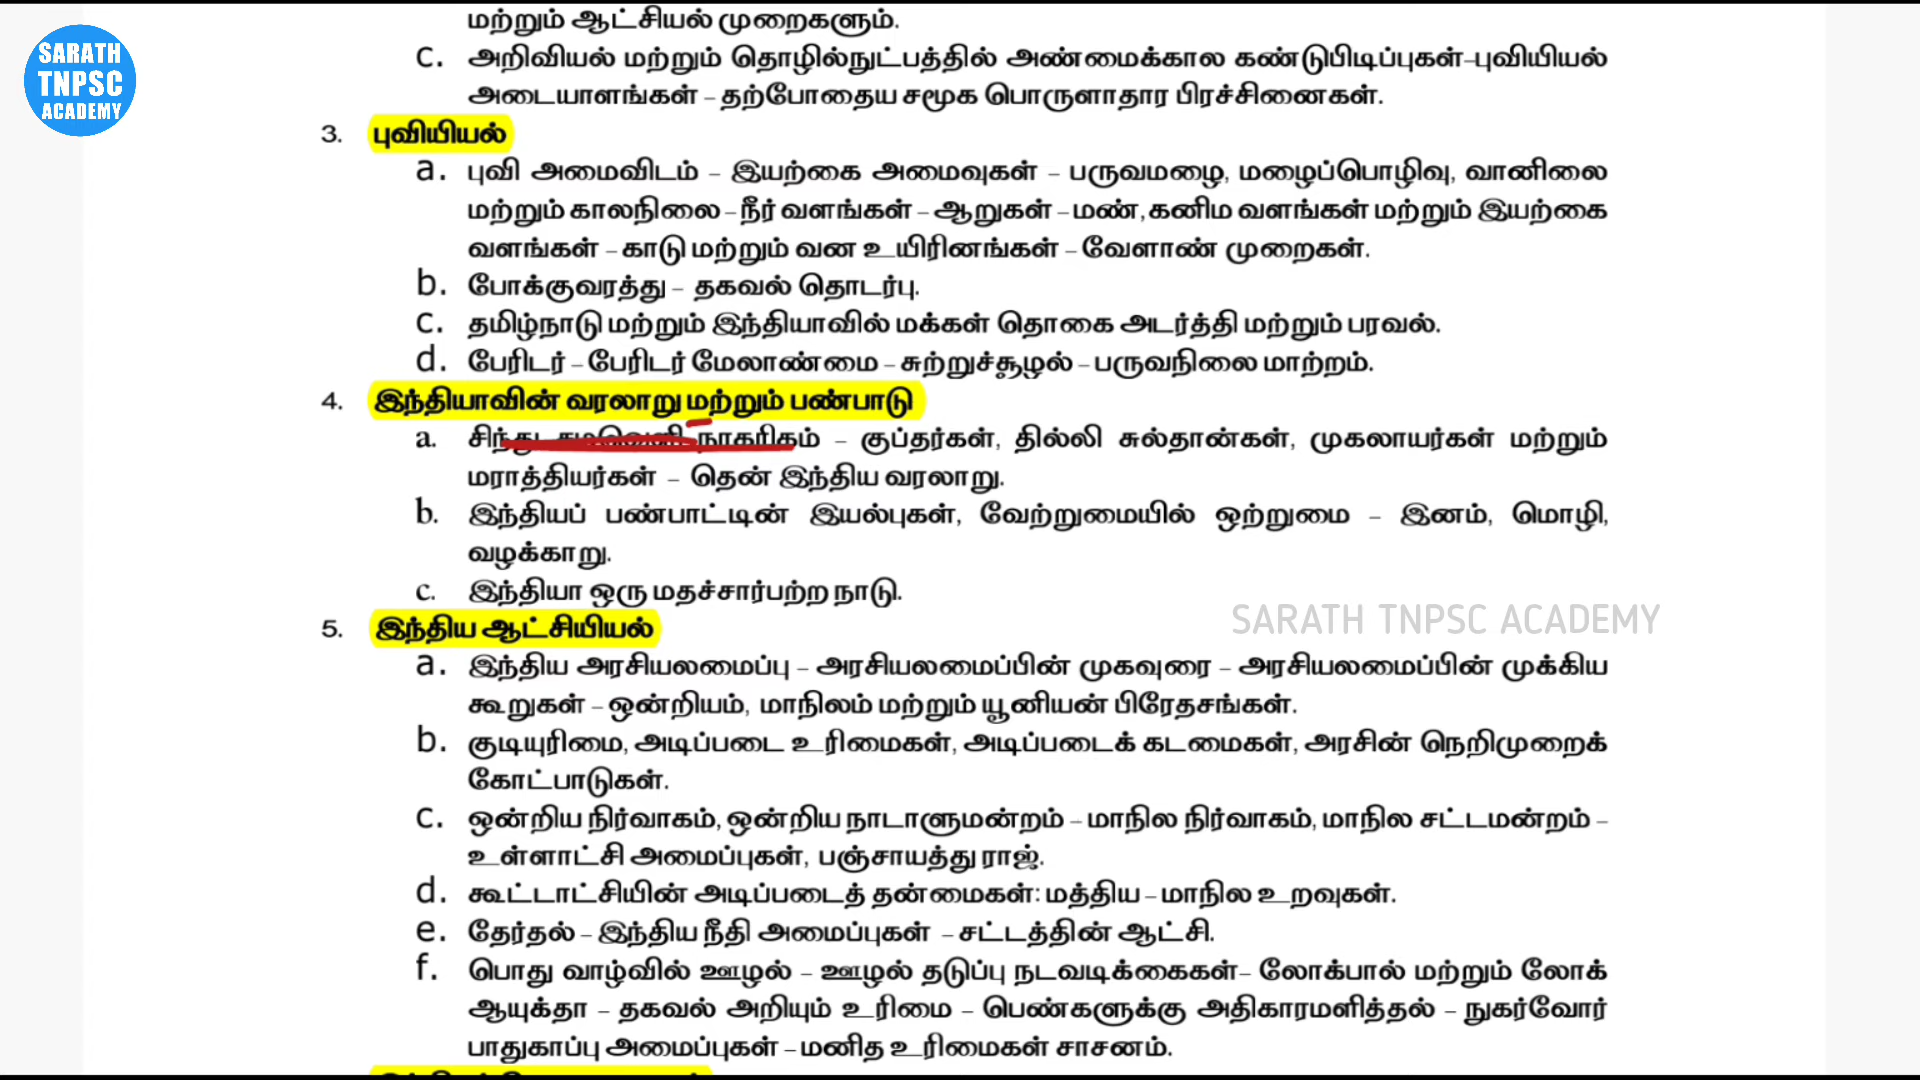 SARATH
TNPSC
ACADEMY
மற்றும் ஆட்சியல் முறைகளும்.
c. அறிவியல் மற்றும் தொழில்நுட்பத்தில் அண்மைக்கால கண்டுபிடிப்புகள்–புவியியல்
அடையாளங்கள் – தற்போதைய சமூக பொருளாதார பிரச்சினைகள்.
3. புவியியல்
a. புவி அமைவிடம் – இயற்கை அமைவுகள் – பருவமழை, மழைப்பொழிவு, வானிலை
மற்றும் காலநிலை – நீர் வளங்கள் – ஆறுகள் – மண், கனிம வளங்கள் மற்றும் இயற்கை
வளங்கள் – காடு மற்றும் வன உயிரினங்கள் – வேளாண் முறைகள்.
b. போக்குவரத்து – தகவல் தொடர்பு.
c. தமிழ்நாடு மற்றும் இந்தியாவில் மக்கள் தொகை அடர்த்தி மற்றும் பரவல்.
d. பேரிடர் – பேரிடர் மேலாண்மை – சுற்றுச்சூழல் – பருவநிலை மாற்றம்.
4. இந்தியாவின் வரலாறு மற்றும் பண்பாடு
a. சிந்து சமவெளி நாகரிகம் – குப்தர்கள், தில்லி சுல்தான்கள், முகலாயர்கள் மற்றும்
மராத்தியர்கள் – தென் இந்திய வரலாறு.
b. இந்தியப் பண்பாட்டின் இயல்புகள், வேற்றுமையில் ஒற்றுமை – இனம், மொழி,
வழக்காறு.
c. இந்தியா ஒரு மதச்சார்பற்ற நாடு.
SARATH TNPSC ACADEMY
5. இந்திய ஆட்சியியல்
a. இந்திய அரசியலமைப்பு – அரசியலமைப்பின் முகவுரை – அரசியலமைப்பின் முக்கிய
கூறுகள் – ஒன்றியம், மாநிலம் மற்றும் யூனியன் பிரேதசங்கள்.
b. குடியுரிமை, அடிப்படை உரிமைகள், அடிப்படைக் கடமைகள், அரசின் நெறிமுறைக்
கோட்பாடுகள்.
c. ஒன்றிய நிர்வாகம், ஒன்றிய நாடாளுமன்றம் – மாநில நிர்வாகம், மாநில சட்டமன்றம் –
உள்ளாட்சி அமைப்புகள், பஞ்சாயத்து ராஜ்.
d. கூட்டாட்சியின் அடிப்படைத் தன்மைகள்: மத்திய – மாநில உறவுகள்.
e. தேர்தல் – இந்திய நீதி அமைப்புகள் – சட்டத்தின் ஆட்சி.
f. பொது வாழ்வில் ஊழல் – ஊழல் தடுப்பு நடவடிக்கைகள்– லோக்பால் மற்றும் லோக்
ஆயுக்தா – தகவல் அறியும் உரிமை – பெண்களுக்கு அதிகாரமளித்தல் – நுகர்வோர்
பாதுகாப்பு அமைப்புகள் – மனித உரிமைகள் சாசனம்.